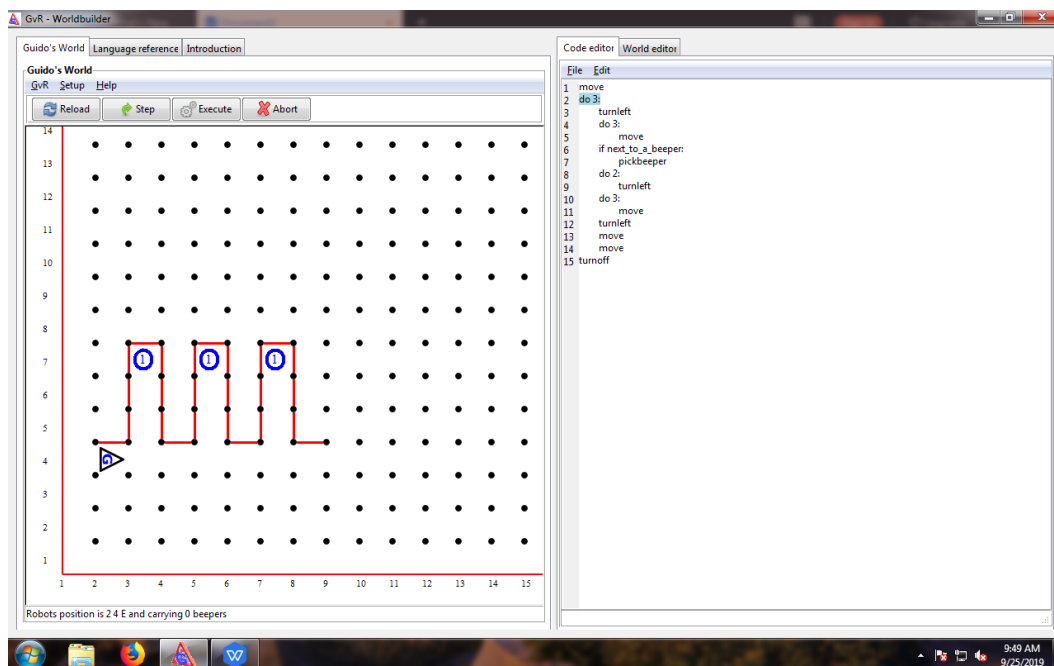 GvR - Worldbuilder
Guido's World Language reference Introduction
Guido's World
GvR Setup Help
Reload Step Execute Abort
14
13
12
11
10
9
8
7 1 1 1
6
5
4 G
3
2
1
1 2 3 4 5 6 7 8 9 10 11 12 13 14 15
Robots position is 2 4 E and carrying 0 beepers
Code editor World editor
File Edit
1 move
2 do 3:
3 turnleft
4 do 3:
5 move
6 if next_to_a_beeper:
7 pickbeeper
8 do 2:
9 turnleft
10 do 3:
11 move
12 turnleft
13 move
14 move
15 turnoff
9:49 AM
9/25/2019